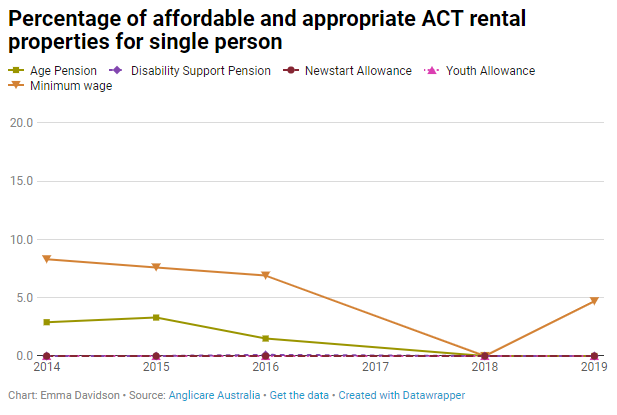 Percentage of affordable and appropriate ACT rental
properties for single person
Age Pension Disability Support Pension Newstart Allowance Youth Allowance
Minimum wage
20.0
15.0
10.0
5.0
0.0
2014 2015 2016 2017 2018 2019
Chart: Emma Davidson • Source: Anglicare Australia • Get the data • Created with Datawrapper